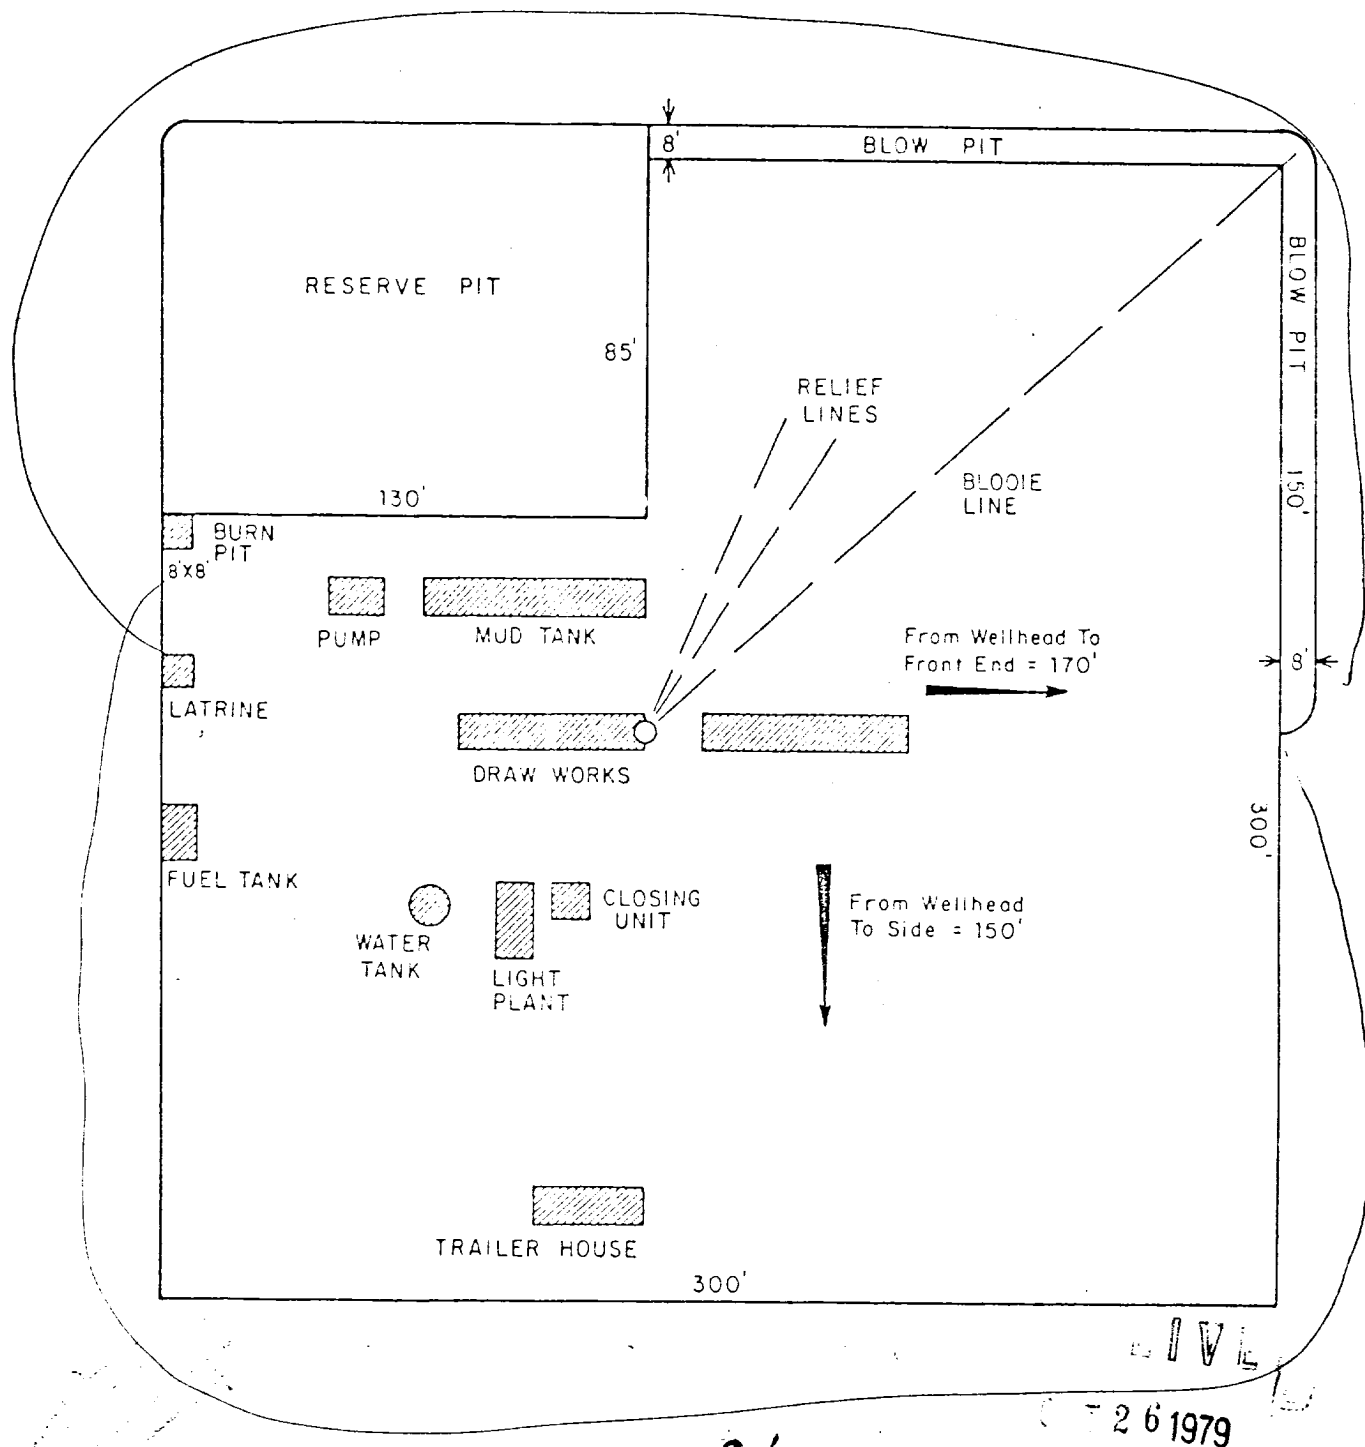 8'
BLOW PIT
RESERVE PIT
BLOW PIT
85'
RELIEF
LINES
130'
BLOOIE
LINE
150'
BURN
PIT
8'X8'
PUMP
MUD TANK
From Wellhead To
Front End = 170'
8'
LATRINE
DRAW WORKS
300'
FUEL TANK
CLOSING
UNIT
From Wellhead
To Side = 150'
WATER
TANK
LIGHT
PLANT
TRAILER HOUSE
300'
26 1979